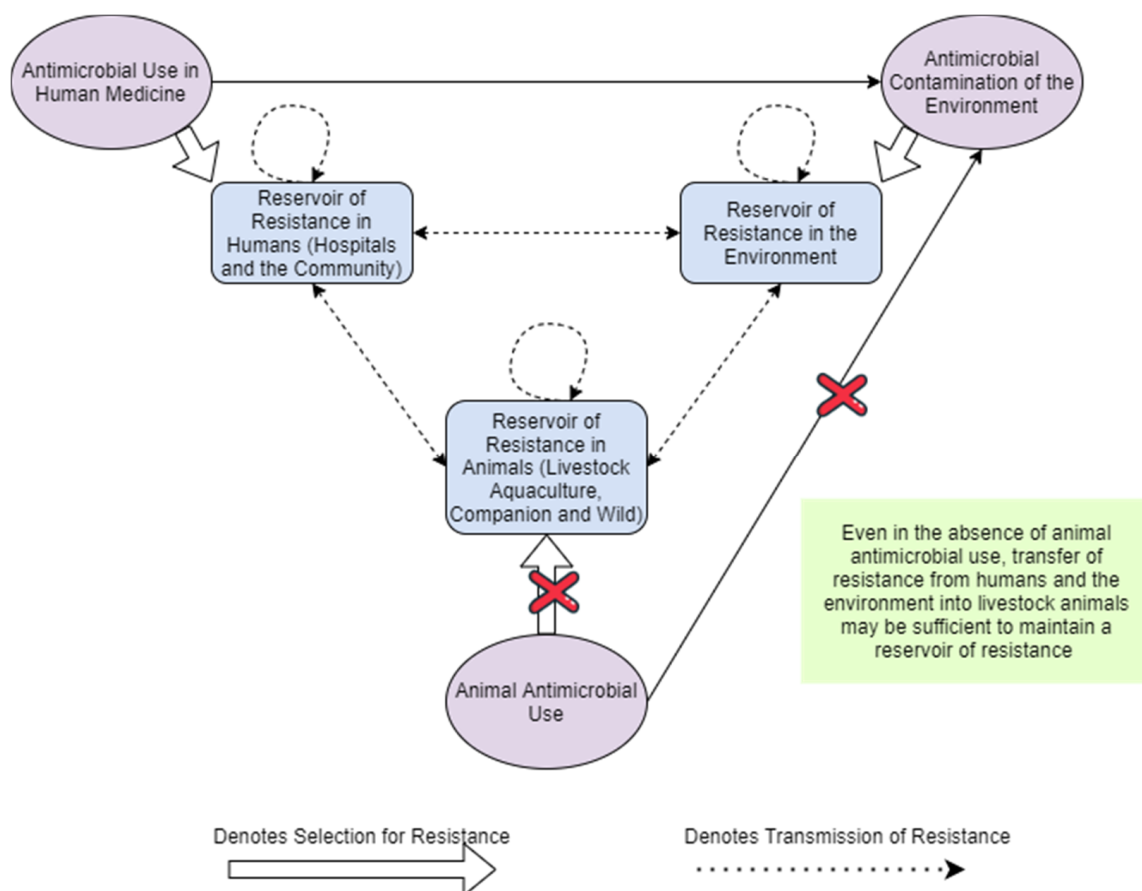 Antimicrobial Use in
Human Medicine
Antimicrobial
Contamination of the
Environment
Reservoir of
Resistance in
Humans (Hospitals
and the Community)
Reservoir of
Resistance in the
Environment
Reservoir of
Resistance in
Animals (Livestock
Aquaculture,
Companion and Wild)
Even in the absence of animal
antimicrobial use, transfer of
resistance from humans and the
environment into livestock animals
may be sufficient to maintain a
reservoir of resistance
Animal Antimicrobial
Use
Denotes Selection for Resistance
Denotes Transmission of Resistance